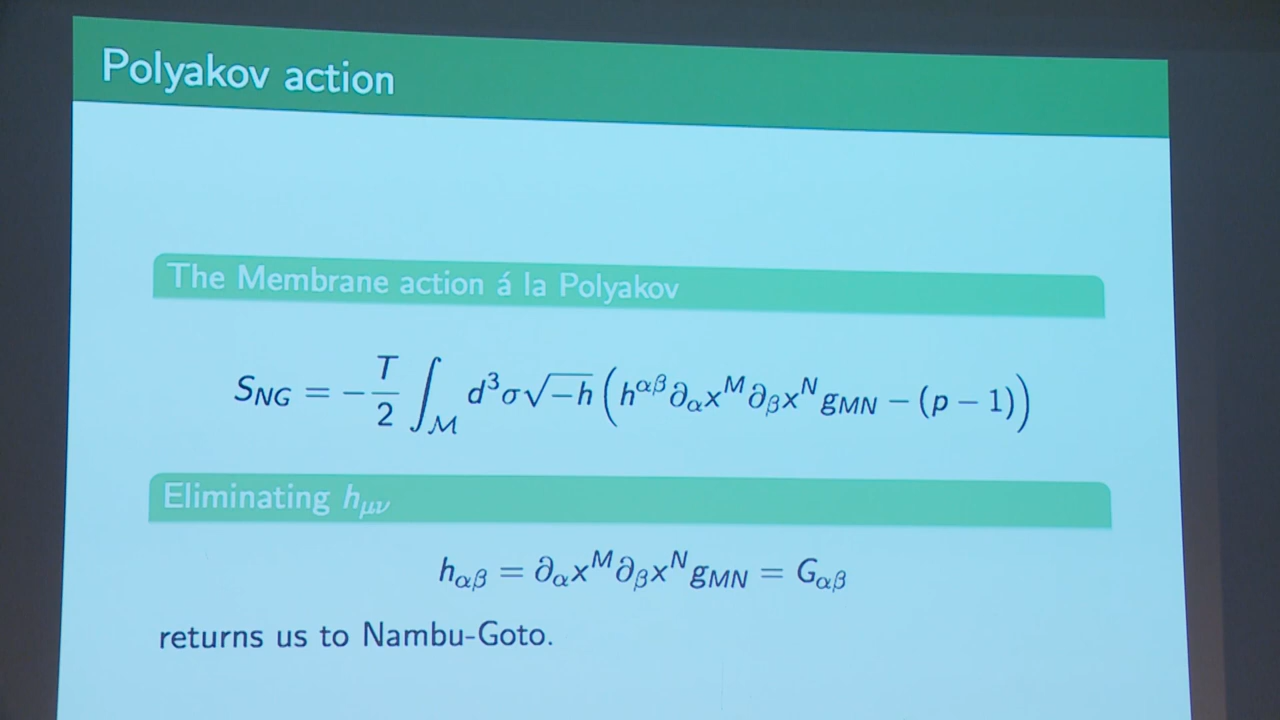 Polyakov action
The Membrane action á la Polyakov
S_{NG} = -\frac{T}{2} \int_{\mathcal{M}} d^3\sigma \sqrt{-h} \left( h^{\alpha\beta} \partial_\alpha x^M \partial_\beta x^N g_{MN} - (p - 1) \right)
Eliminating h_{\mu\nu}
h_{\alpha\beta} = \partial_\alpha x^M \partial_\beta x^N g_{MN} = G_{\alpha\beta}
returns us to Nambu-Goto.